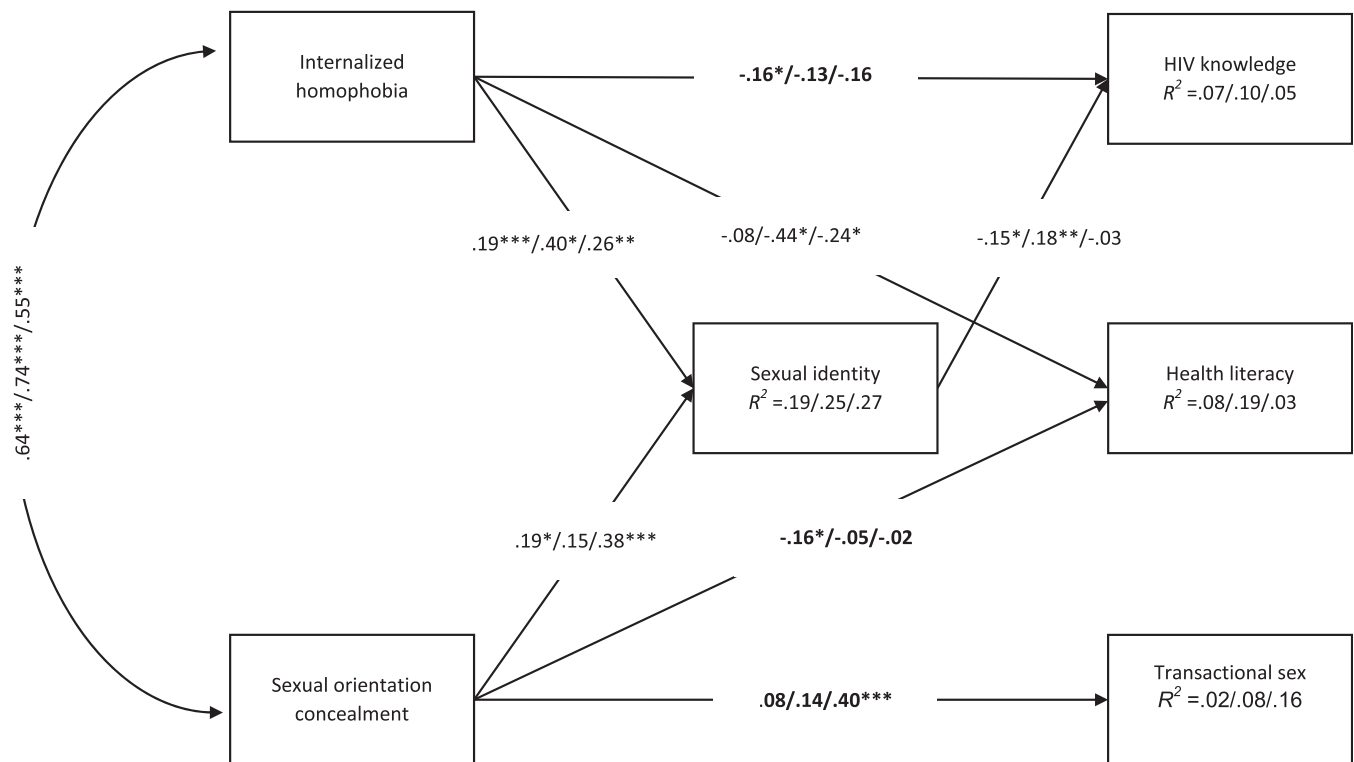 Internalized
homophobia
-.16*/-.13/-.16
HIV knowledge
R² =.07/.10/.05
.19***/.40*/.26**
-.08/-.44*/-.24*
-.15*/.18**/-.03
.64***/.74***/.55***
Sexual identity
R² =.19/.25/.27
Health literacy
R² =.08/.19/.03
.19*/.15/.38***
-.16*/-.05/-.02
Sexual orientation
concealment
.08/.14/.40***
Transactional sex
R² =.02/.08/.16